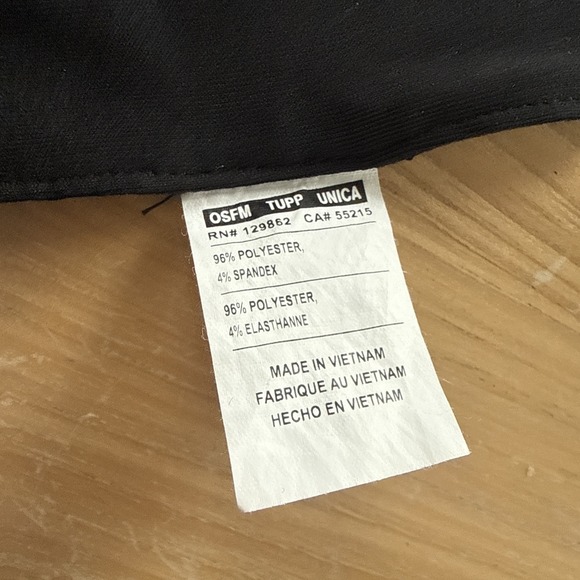 OSFM TUPP UNICA
RN# 129862 CA# 55215
96% POLYESTER,
4% SPANDEX
96% POLYESTER,
4% ELASTHANNE
MADE IN VIETNAM
FABRIQUE AU VIETNAM
HECHO EN VIETNAM